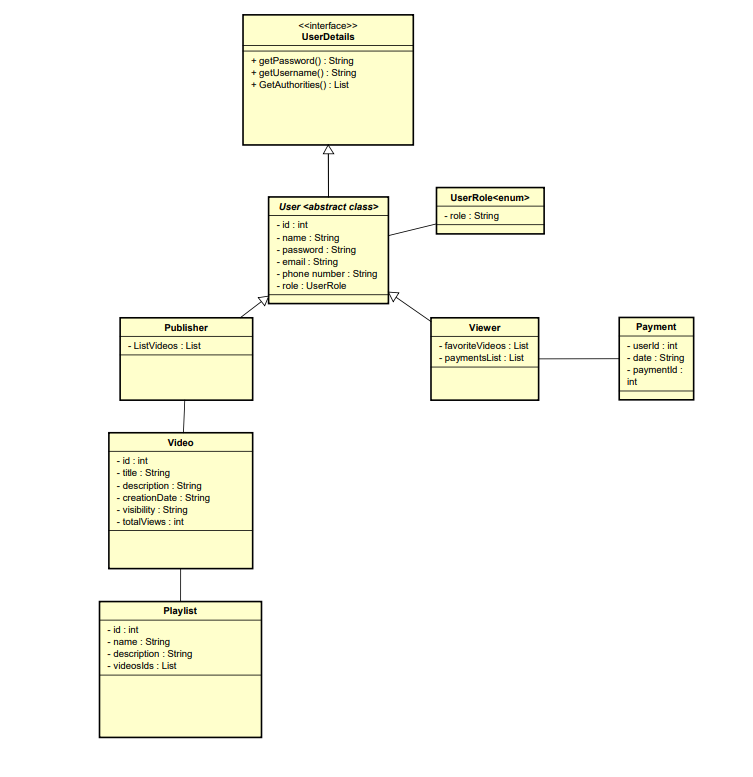 <<interface>>
UserDetails
+ getPassword() : String
+ getUsername() : String
+ GetAuthorities() : List
User <abstract class>
- id : int
- name : String
- password : String
- email : String
- phone number : String
- role : UserRole
UserRole<enum>
- role : String
Publisher
- ListVideos : List
Viewer
- favoriteVideos : List
- paymentsList : List
Payment
- userId : int
- date : String
- paymentId :
int
Video
- id : int
- title : String
- description : String
- creationDate : String
- visibility : String
- totalViews : int
Playlist
- id : int
- name : String
- description : String
- videosIds : List